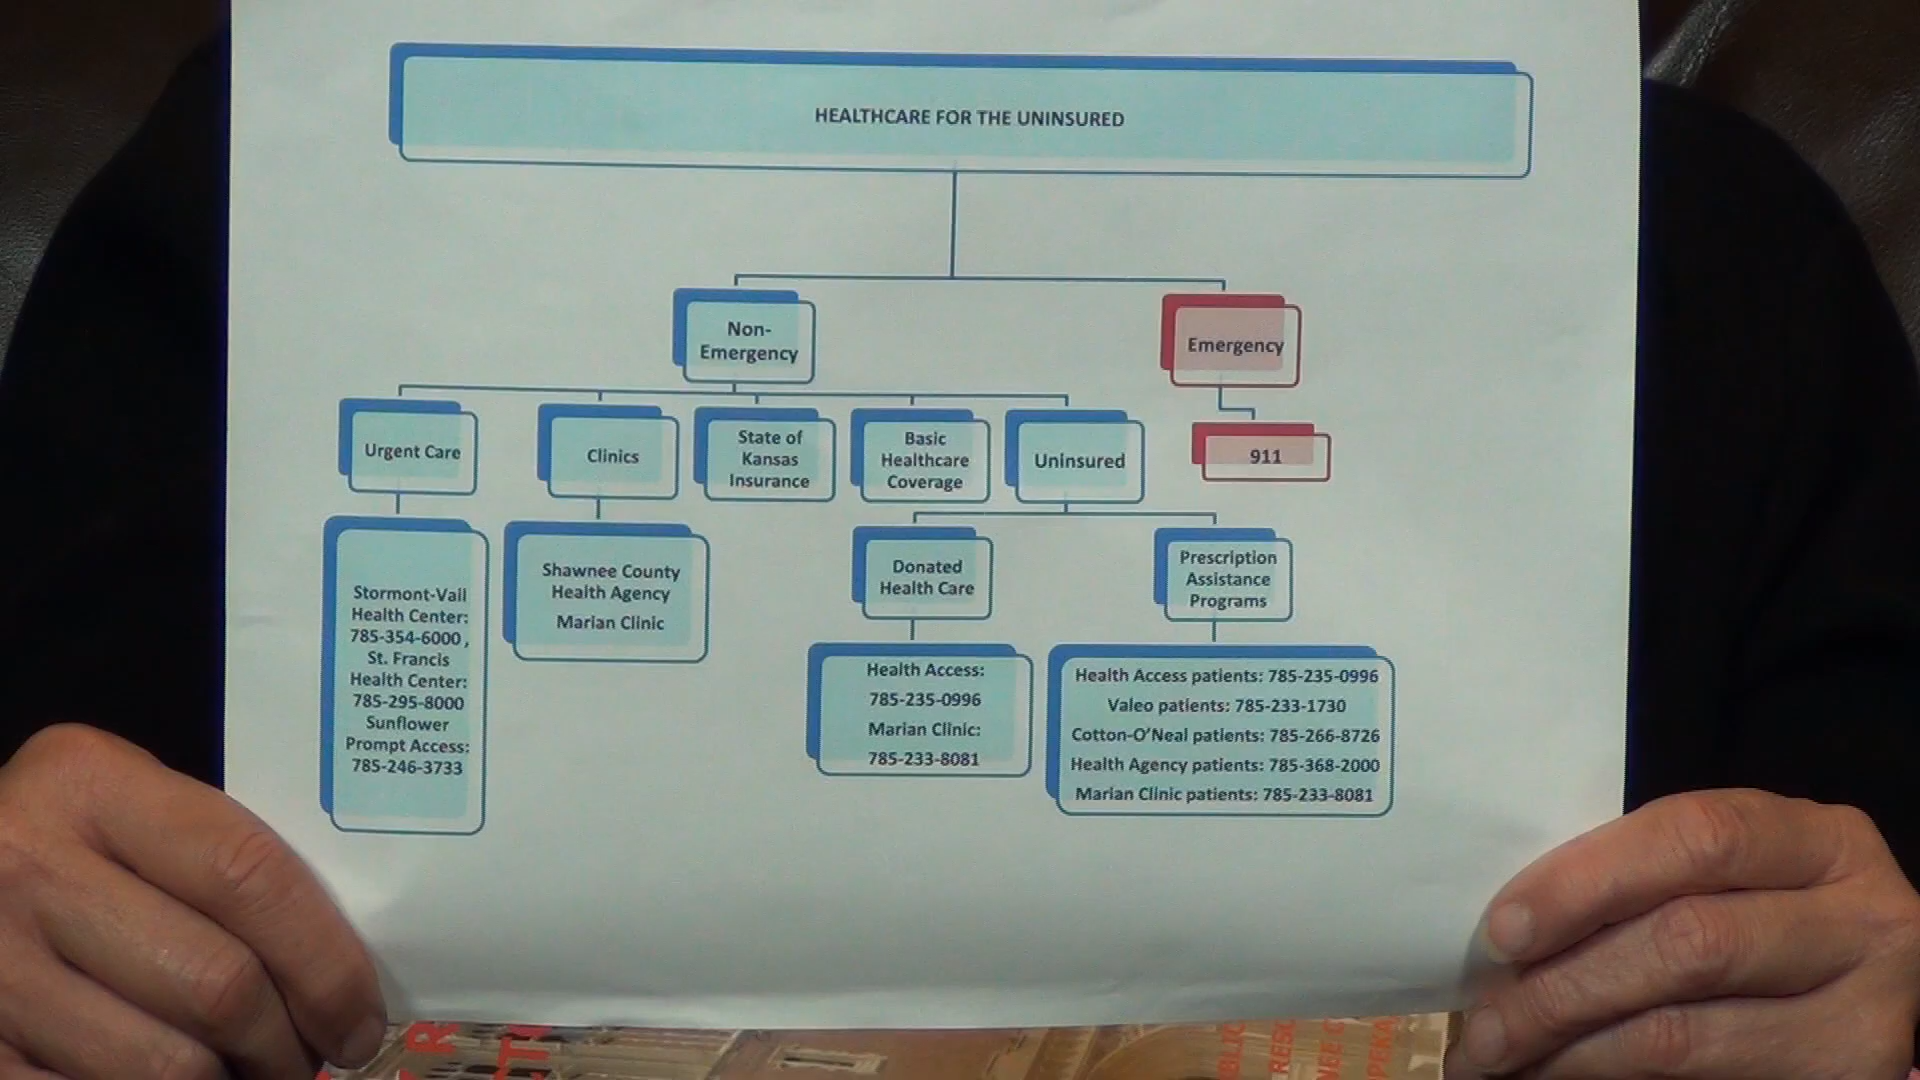 HEALTHCARE FOR THE UNINSURED
Non-
Emergency
Emergency
Urgent Care
Clinics
State of
Kansas
Insurance
Basic
Healthcare
Coverage
Uninsured
911
Stormont-Vail
Health Center:
785-354-6000 ,
St. Francis
Health Center:
785-295-8000
Sunflower
Prompt Access:
785-246-3733
Shawnee County
Health Agency
Marian Clinic
Donated
Health Care
Prescription
Assistance
Programs
Health Access:
785-235-0996
Marian Clinic:
785-233-8081
Health Access patients: 785-235-0996
Valeo patients: 785-233-1730
Cotton-O'Neal patients: 785-266-8726
Health Agency patients: 785-368-2000
Marian Clinic patients: 785-233-8081